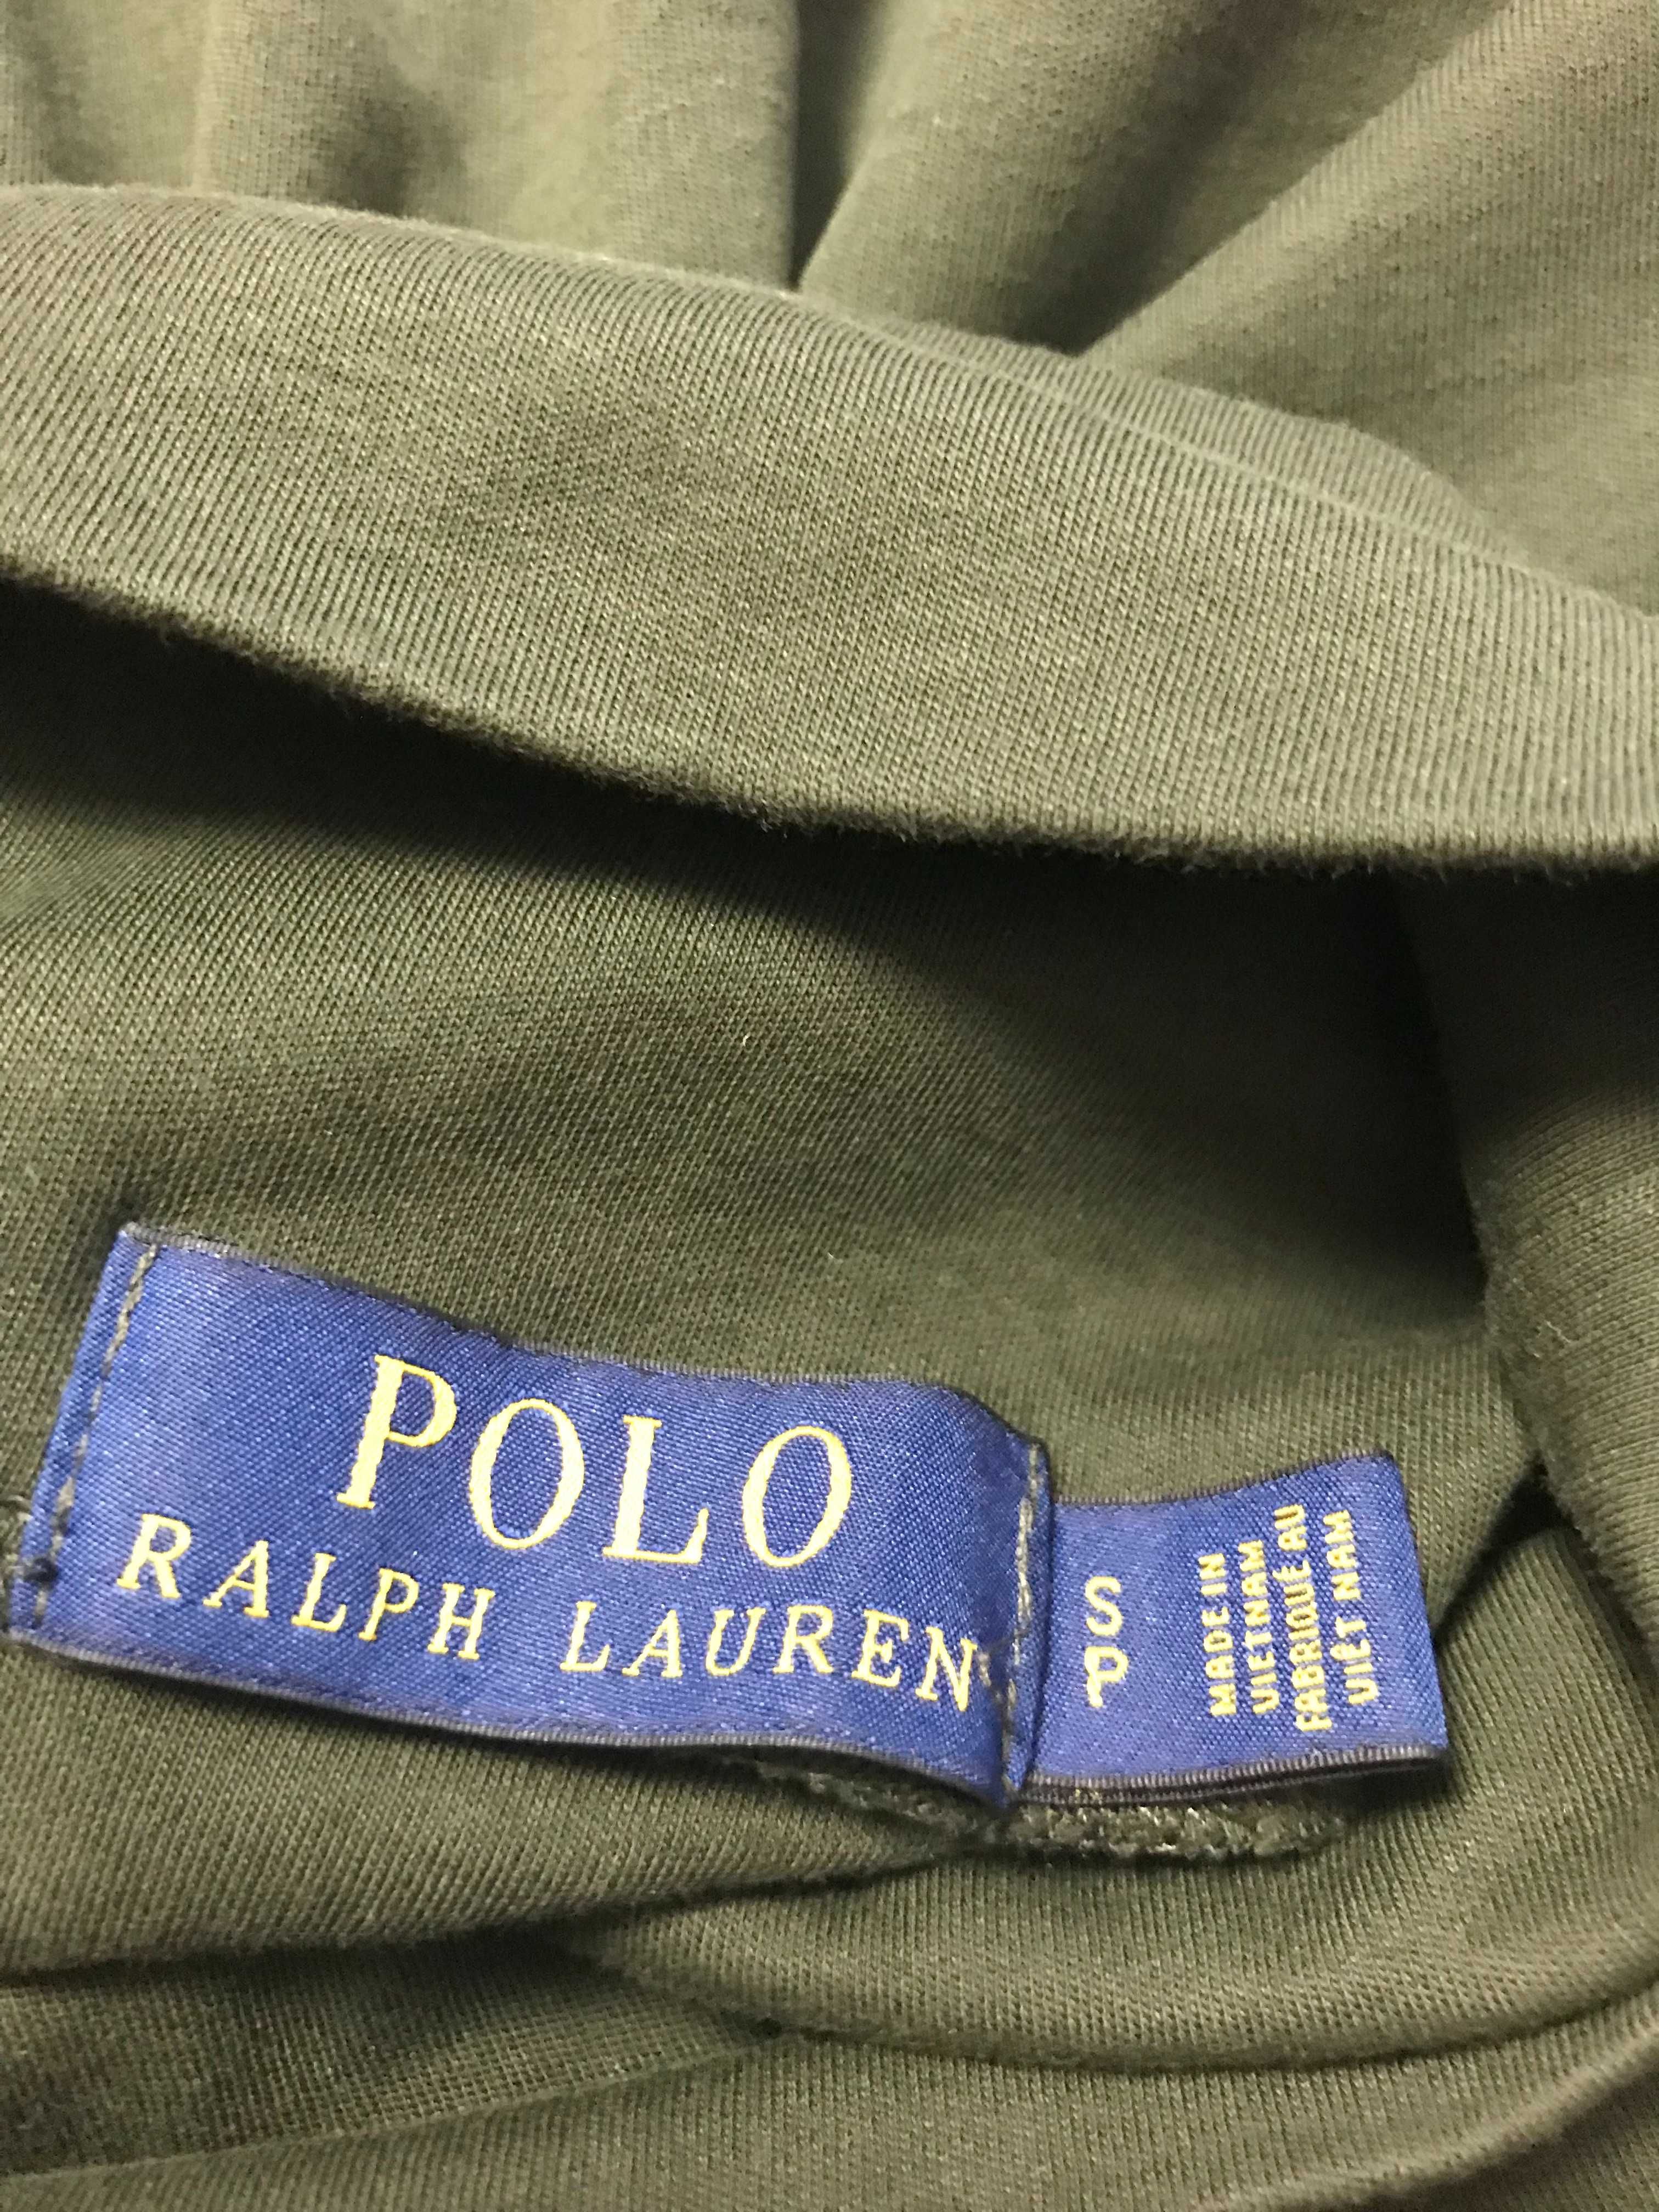 POLO
RALPH LAUREN
S
P
MADE IN
VIETNAM
FABRIQUÉ AU
VIÊT NAM